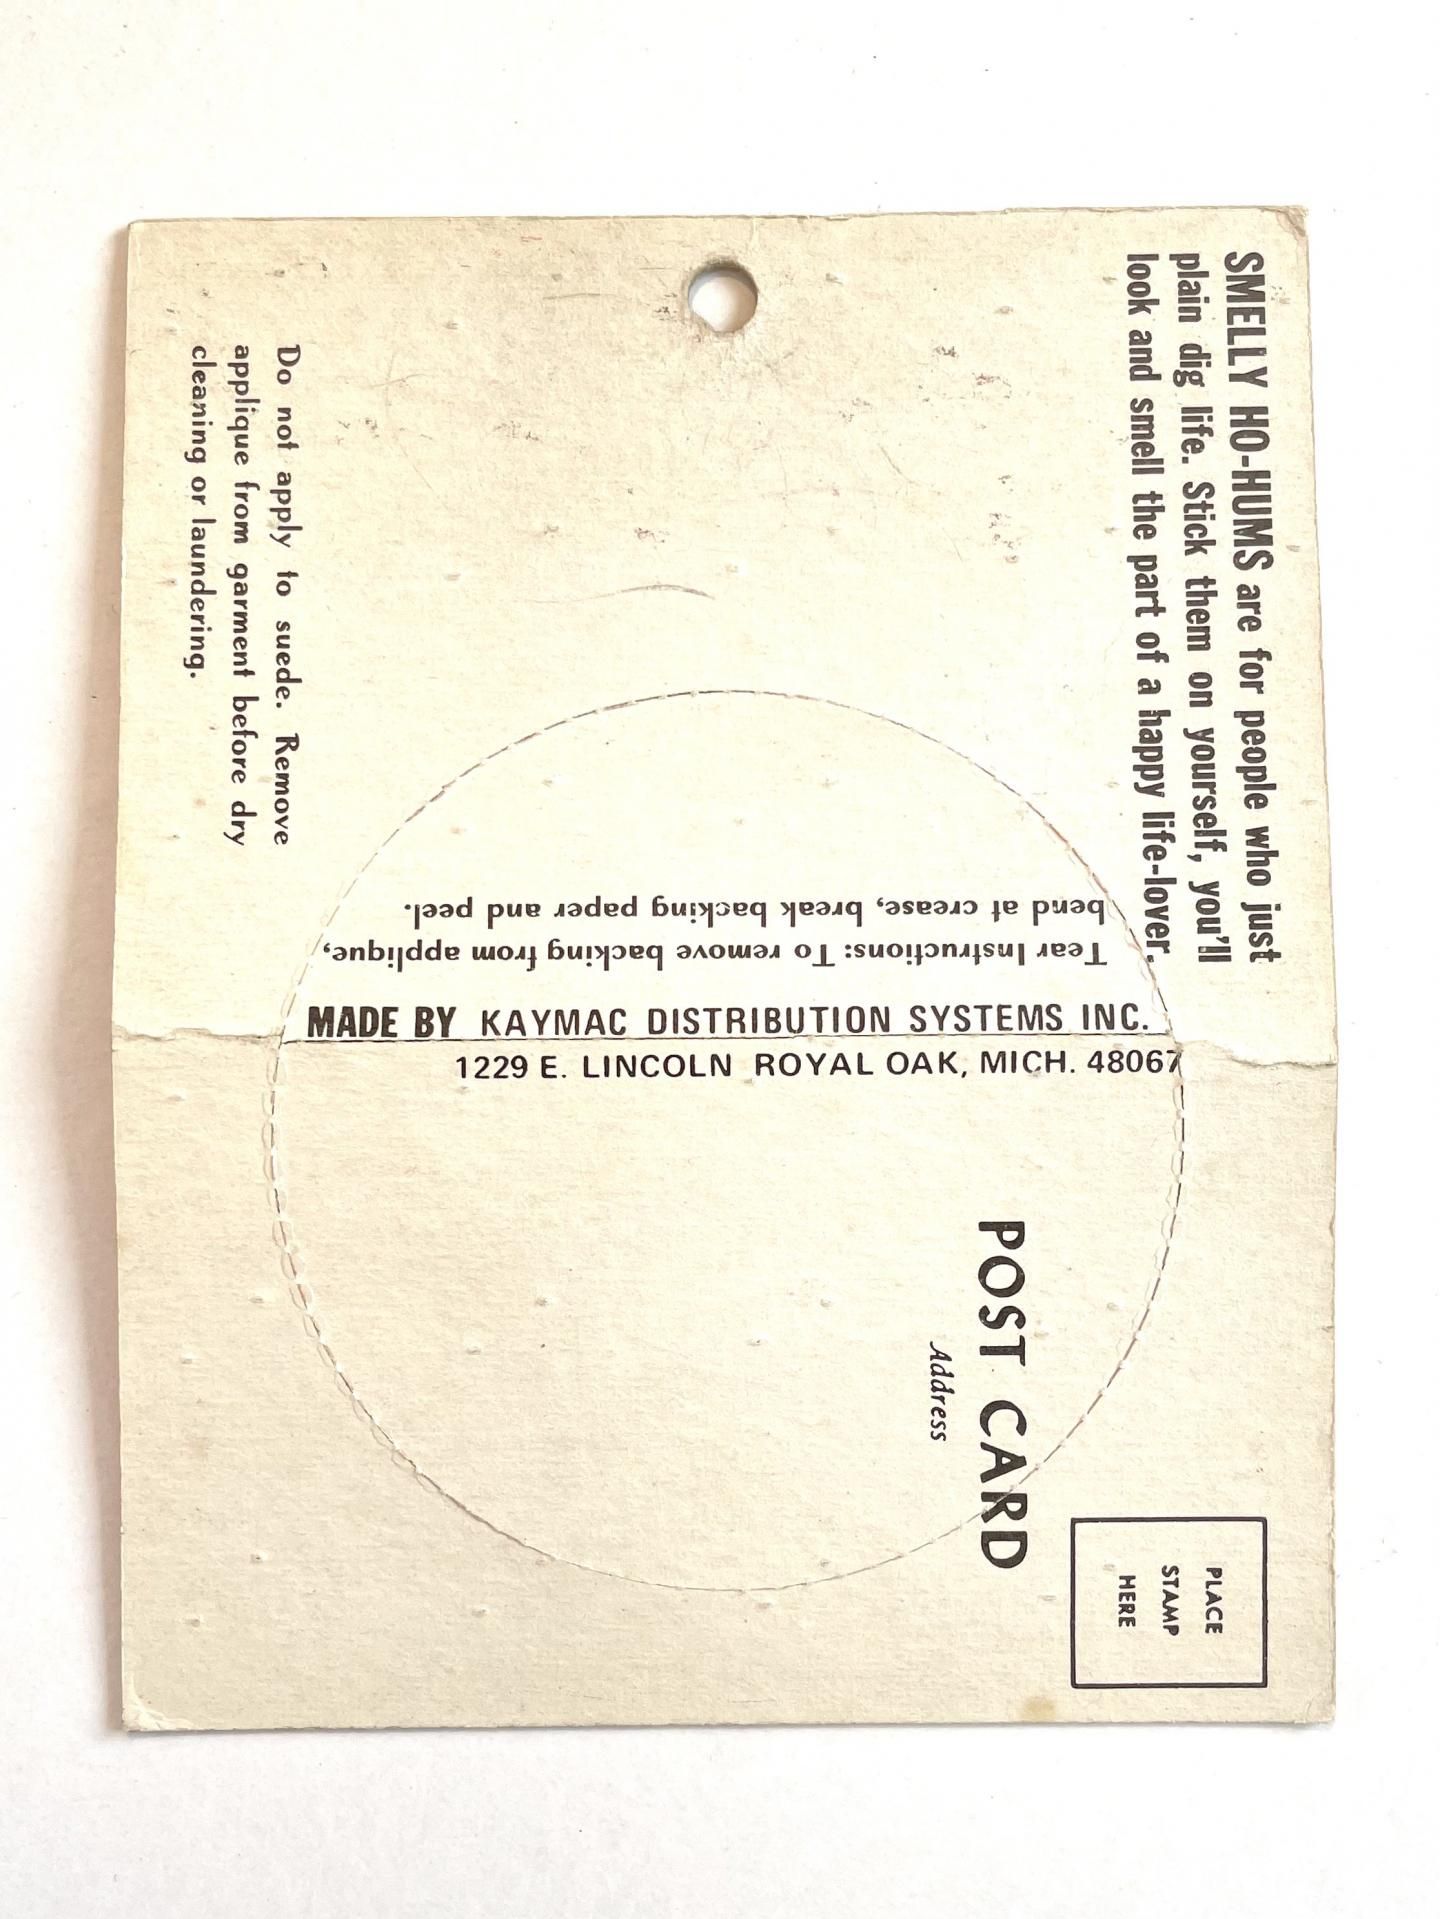 SMELLY HO-HUMS are for people who just
plain dig life. Stick them on yourself, you'll
look and smell the part of a happy life-lover.
Do not apply to suede. Remove
applique from garment before dry
cleaning or laundering.
Tear Instructions: To remove backing from applique,
bend at crease, break backing paper and peel.
MADE BY KAYMAC DISTRIBUTION SYSTEMS INC.
1229 E. LINCOLN ROYAL OAK, MICH. 48067
POST CARD
Address
PLACE
STAMP
HERE